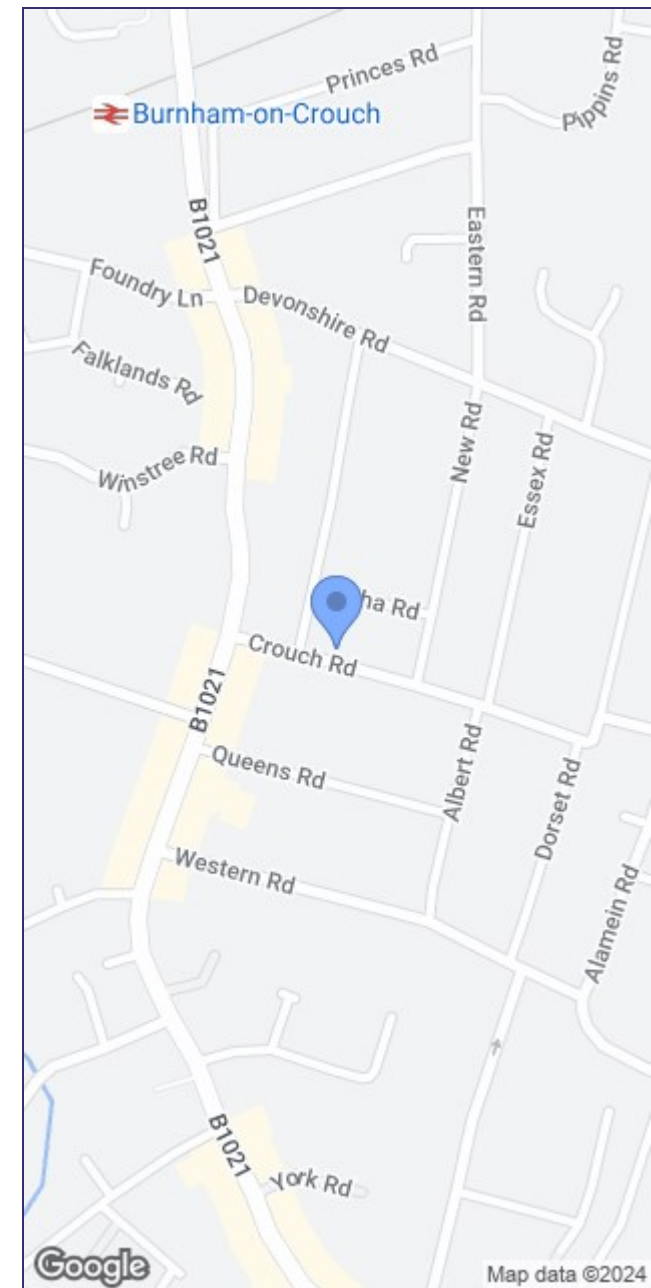 Princes Rd
Pippins Rd
Burnham-on-Crouch
B1021
Eastern Rd
Foundry Ln
Devonshire Rd
Falklands Rd
New Rd
Essex Rd
Winstree Rd
ha Rd
Crouch Rd
B1021
Queens Rd
Albert Rd
Dorset Rd
Western Rd
Alamein Rd
B1021
York Rd
Google
Map data ©2024